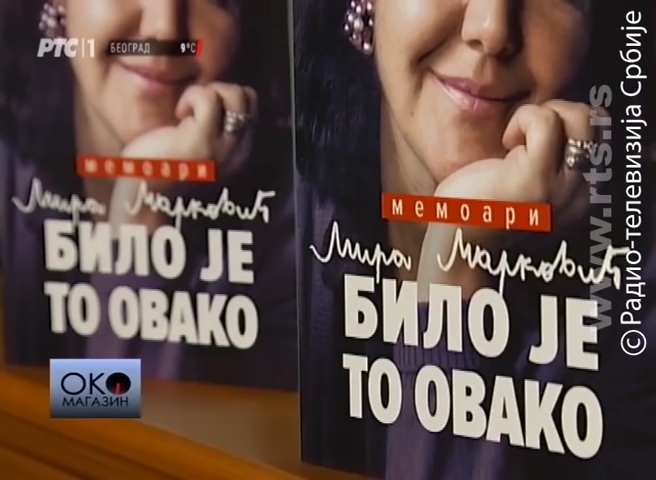 РТС|1
БЕОГРАД 9°C
мемоари
Мира Марковић
БИЛО ЈЕ
ТО ОВАКО
мемоари
Мира Марковић
БИЛО ЈЕ
ТО ОВАКО
ОКО
МАГАЗИН
www.rts.rs
© Радио-телевизија Србије